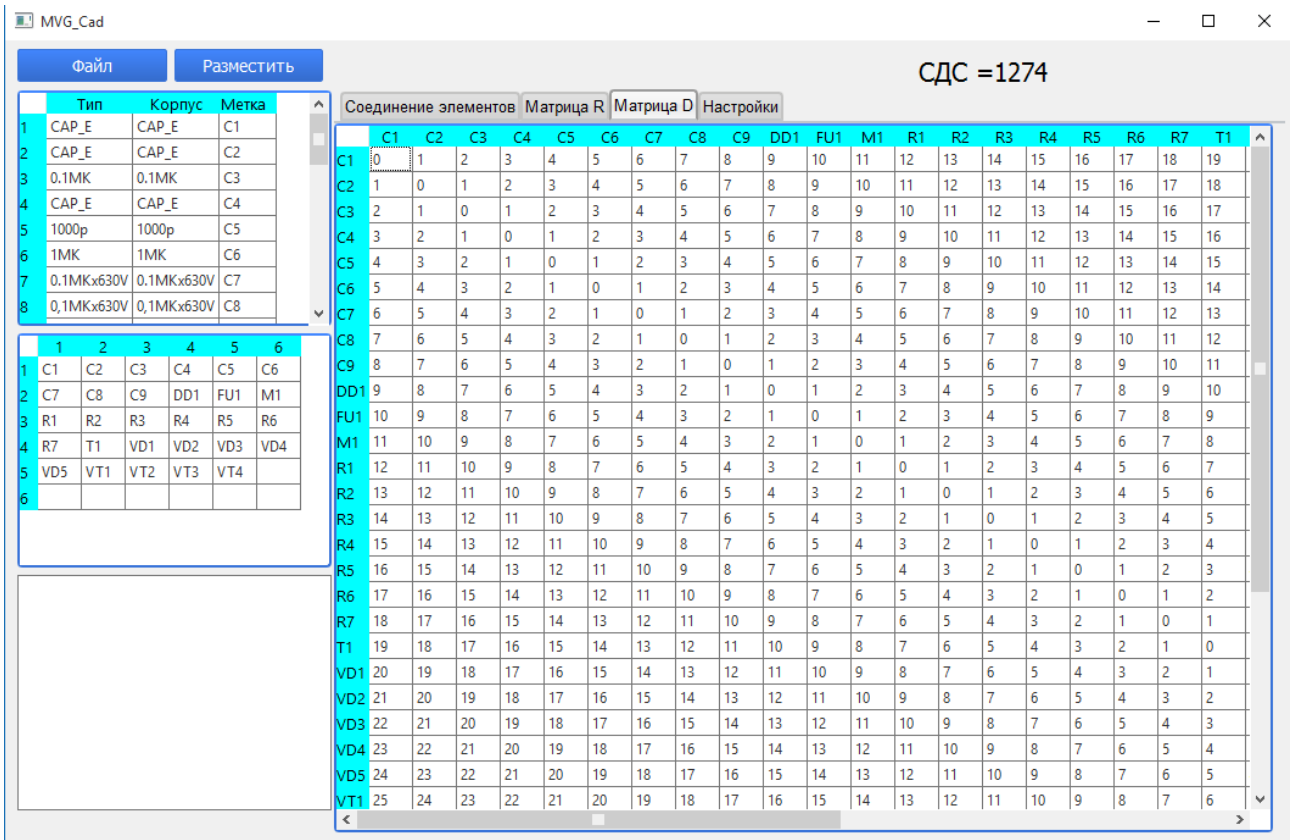 MVG_Cad
Файл Разместить
СДС =1274
Тип Корпус Метка
1 CAP_E CAP_E C1
2 CAP_E CAP_E C2
3 0.1МК 0.1МК C3
4 CAP_E CAP_E C4
5 1000p 1000p C5
6 1МК 1МК C6
7 0.1МКx630V 0.1МКx630V C7
8 0,1МКx630V 0,1МКx630V C8
1 2 3 4 5 6
1 C1 C2 C3 C4 C5 C6
2 C7 C8 C9 DD1 FU1 M1
3 R1 R2 R3 R4 R5 R6
4 R7 T1 VD1 VD2 VD3 VD4
5 VD5 VT1 VT2 VT3 VT4
6
Соединение элементов Матрица R Матрица D Настройки
C1 C2 C3 C4 C5 C6 C7 C8 C9 DD1 FU1 M1 R1 R2 R3 R4 R5 R6 R7 T1
C1 0 1 2 3 4 5 6 7 8 9 10 11 12 13 14 15 16 17 18 19
C2 1 0 1 2 3 4 5 6 7 8 9 10 11 12 13 14 15 16 17 18
C3 2 1 0 1 2 3 4 5 6 7 8 9 10 11 12 13 14 15 16 17
C4 3 2 1 0 1 2 3 4 5 6 7 8 9 10 11 12 13 14 15 16
C5 4 3 2 1 0 1 2 3 4 5 6 7 8 9 10 11 12 13 14 15
C6 5 4 3 2 1 0 1 2 3 4 5 6 7 8 9 10 11 12 13 14
C7 6 5 4 3 2 1 0 1 2 3 4 5 6 7 8 9 10 11 12 13
C8 7 6 5 4 3 2 1 0 1 2 3 4 5 6 7 8 9 10 11 12
C9 8 7 6 5 4 3 2 1 0 1 2 3 4 5 6 7 8 9 10 11
DD1 9 8 7 6 5 4 3 2 1 0 1 2 3 4 5 6 7 8 9 10
FU1 10 9 8 7 6 5 4 3 2 1 0 1 2 3 4 5 6 7 8 9
M1 11 10 9 8 7 6 5 4 3 2 1 0 1 2 3 4 5 6 7 8
R1 12 11 10 9 8 7 6 5 4 3 2 1 0 1 2 3 4 5 6 7
R2 13 12 11 10 9 8 7 6 5 4 3 2 1 0 1 2 3 4 5 6
R3 14 13 12 11 10 9 8 7 6 5 4 3 2 1 0 1 2 3 4 5
R4 15 14 13 12 11 10 9 8 7 6 5 4 3 2 1 0 1 2 3 4
R5 16 15 14 13 12 11 10 9 8 7 6 5 4 3 2 1 0 1 2 3
R6 17 16 15 14 13 12 11 10 9 8 7 6 5 4 3 2 1 0 1 2
R7 18 17 16 15 14 13 12 11 10 9 8 7 6 5 4 3 2 1 0 1
T1 19 18 17 16 15 14 13 12 11 10 9 8 7 6 5 4 3 2 1 0
VD1 20 19 18 17 16 15 14 13 12 11 10 9 8 7 6 5 4 3 2 1
VD2 21 20 19 18 17 16 15 14 13 12 11 10 9 8 7 6 5 4 3 2
VD3 22 21 20 19 18 17 16 15 14 13 12 11 10 9 8 7 6 5 4 3
VD4 23 22 21 20 19 18 17 16 15 14 13 12 11 10 9 8 7 6 5 4
VD5 24 23 22 21 20 19 18 17 16 15 14 13 12 11 10 9 8 7 6 5
VT1 25 24 23 22 21 20 19 18 17 16 15 14 13 12 11 10 9 8 7 6